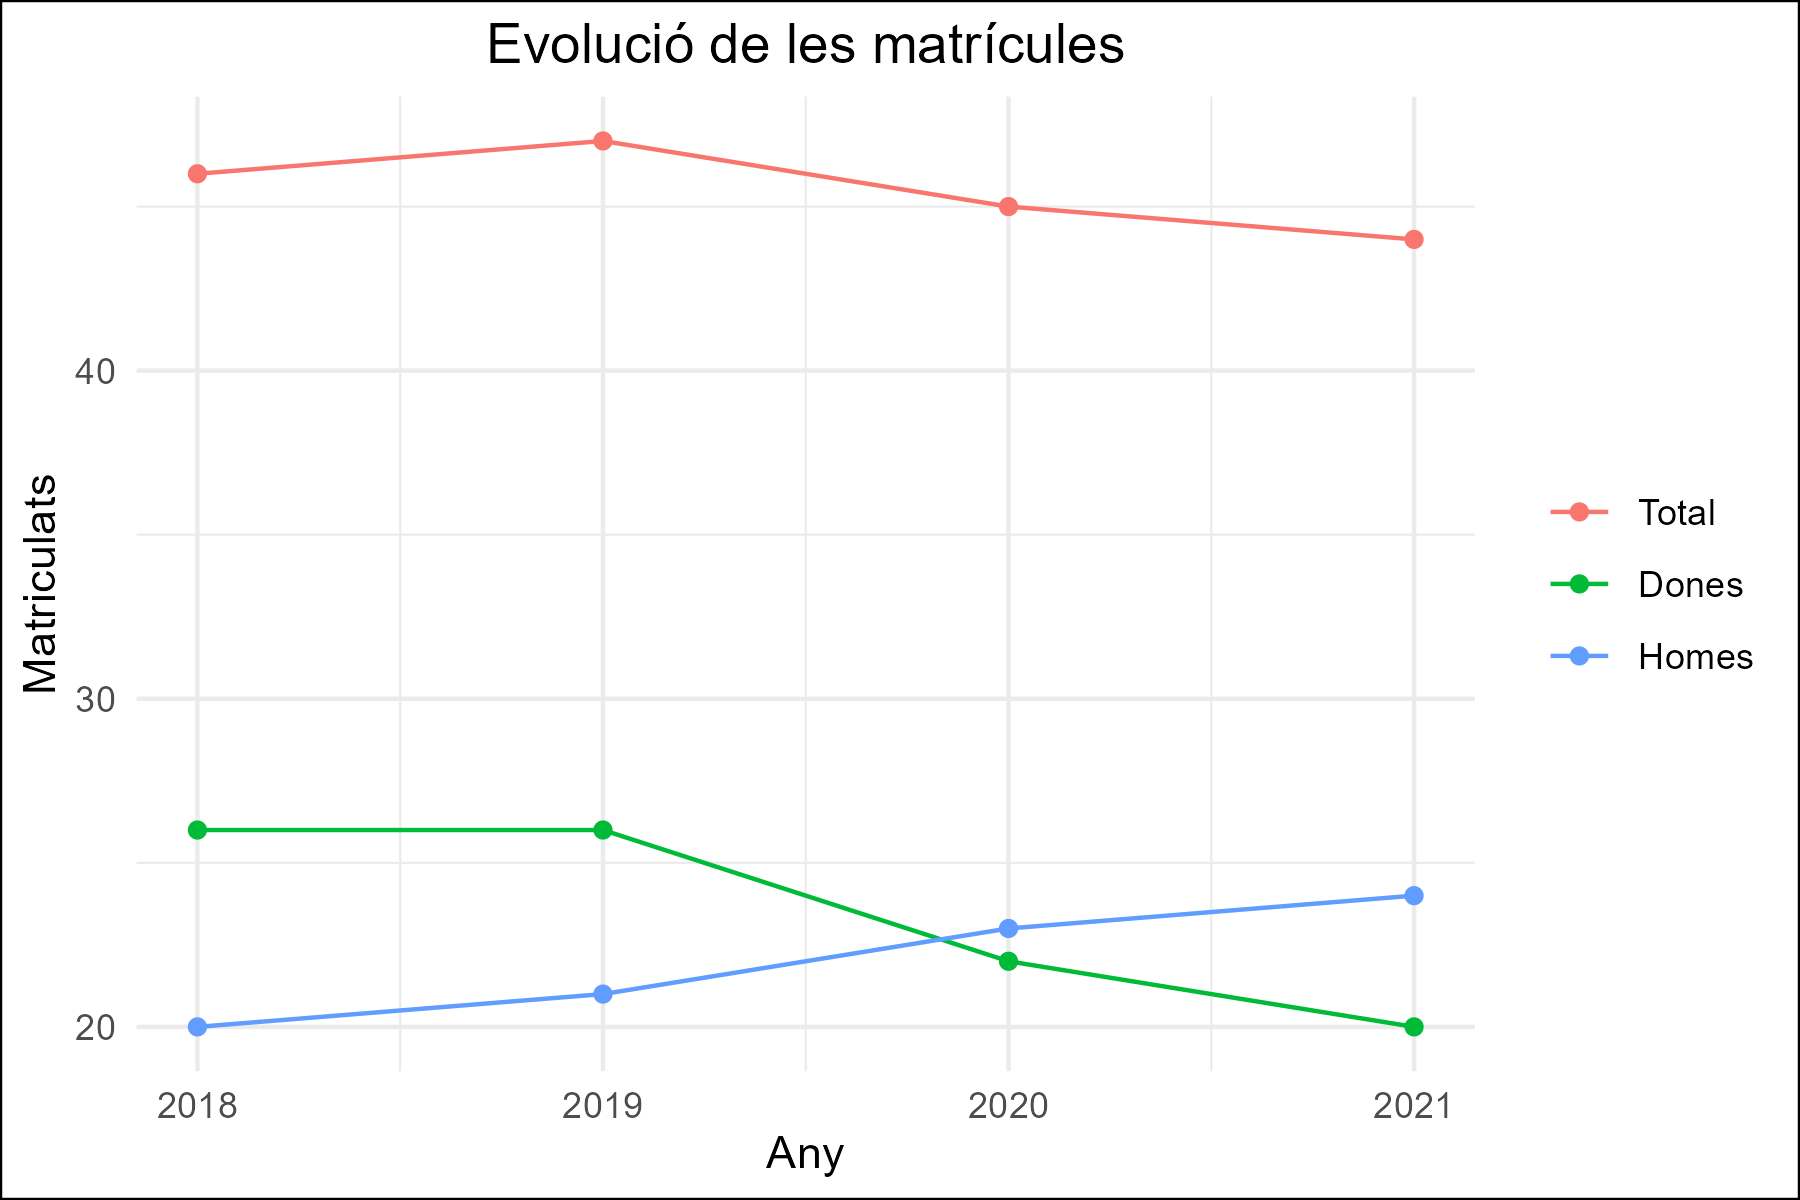 Evolució de les matrícules
Matriculats
40
30
20
2018
2019
2020
2021
Any
Total
Dones
Homes